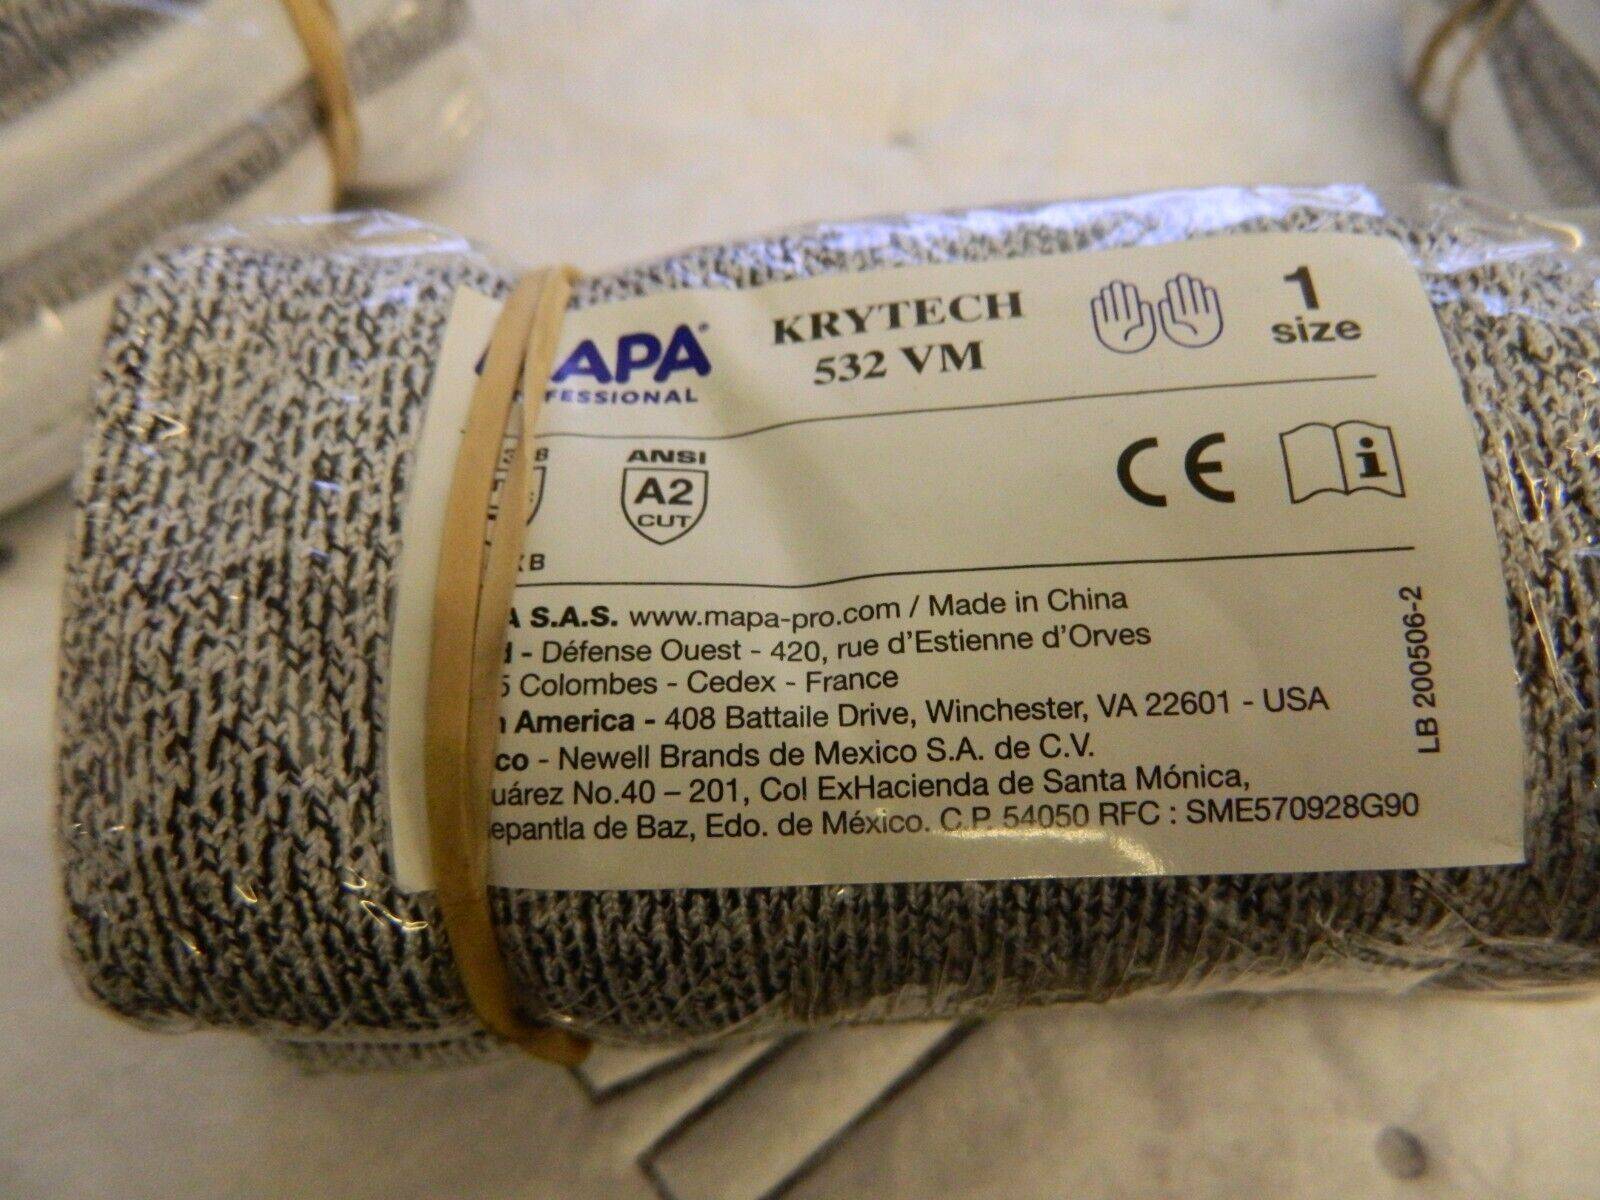 APA®
FESSIONAL
KRYTECH
532 VM
1
size
B
ANSI
A2
CUT
CE
i
XB
A S.A.S. www.mapa-pro.com / Made in China
- Défense Ouest - 420, rue d'Estienne d'Orves
5 Colombes - Cedex - France
America - 408 Battaile Drive, Winchester, VA 22601 - USA
co - Newell Brands de Mexico S.A. de C.V.
uárez No.40 – 201, Col ExHacienda de Santa Mónica,
epantla de Baz, Edo. de México. C.P. 54050 RFC : SME570928G90
LB 200506-2